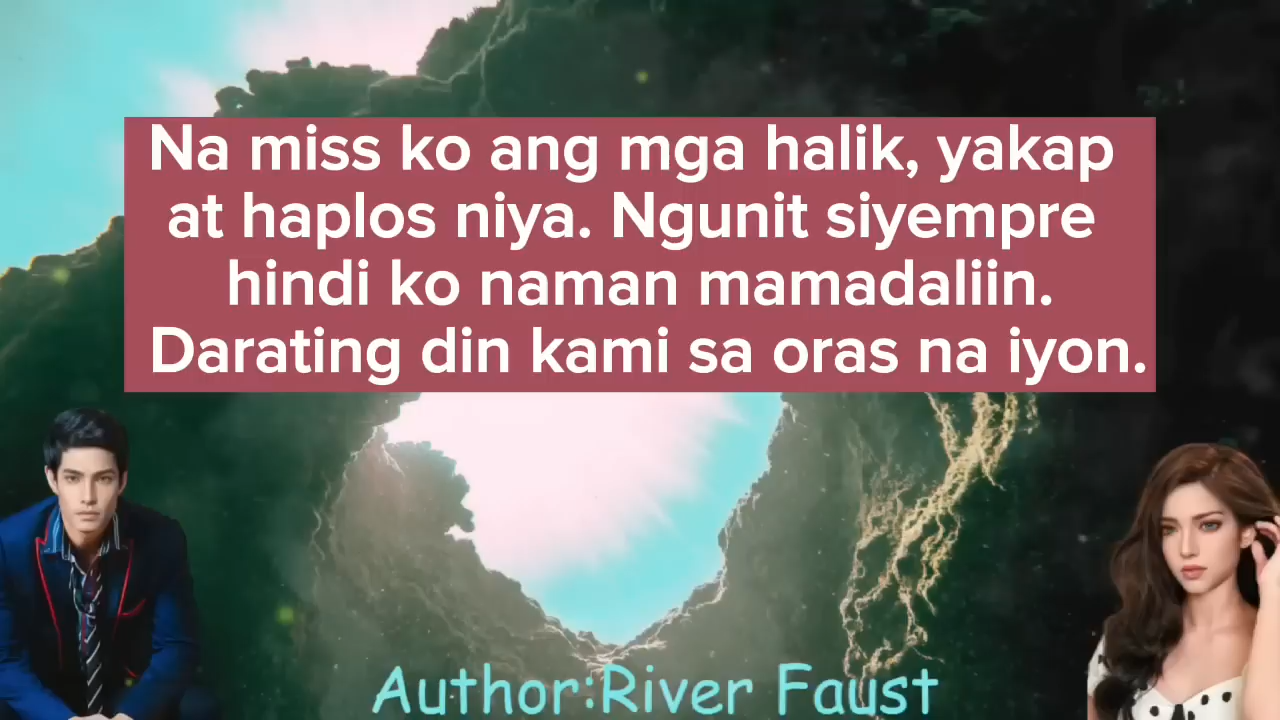 Na miss ko ang mga halik, yakap
at haplos niya. Ngunit siyempre
hindi ko naman mamadaliin.
Darating din kami sa oras na iyon.
Author:River Faust